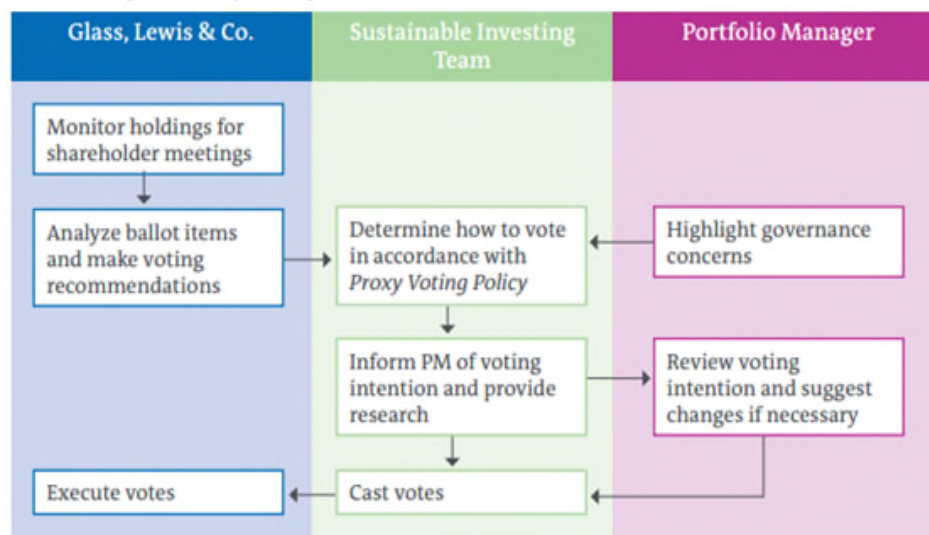 Glass, Lewis & Co.
Sustainable Investing
Team
Portfolio Manager
Monitor holdings for
shareholder meetings
Analyze ballot items
and make voting
recommendations
Determine how to vote
in accordance with
Proxy Voting Policy
Highlight governance
concerns
Inform PM of voting
intention and provide
research
Review voting
intention and suggest
changes if necessary
Execute votes
Cast votes